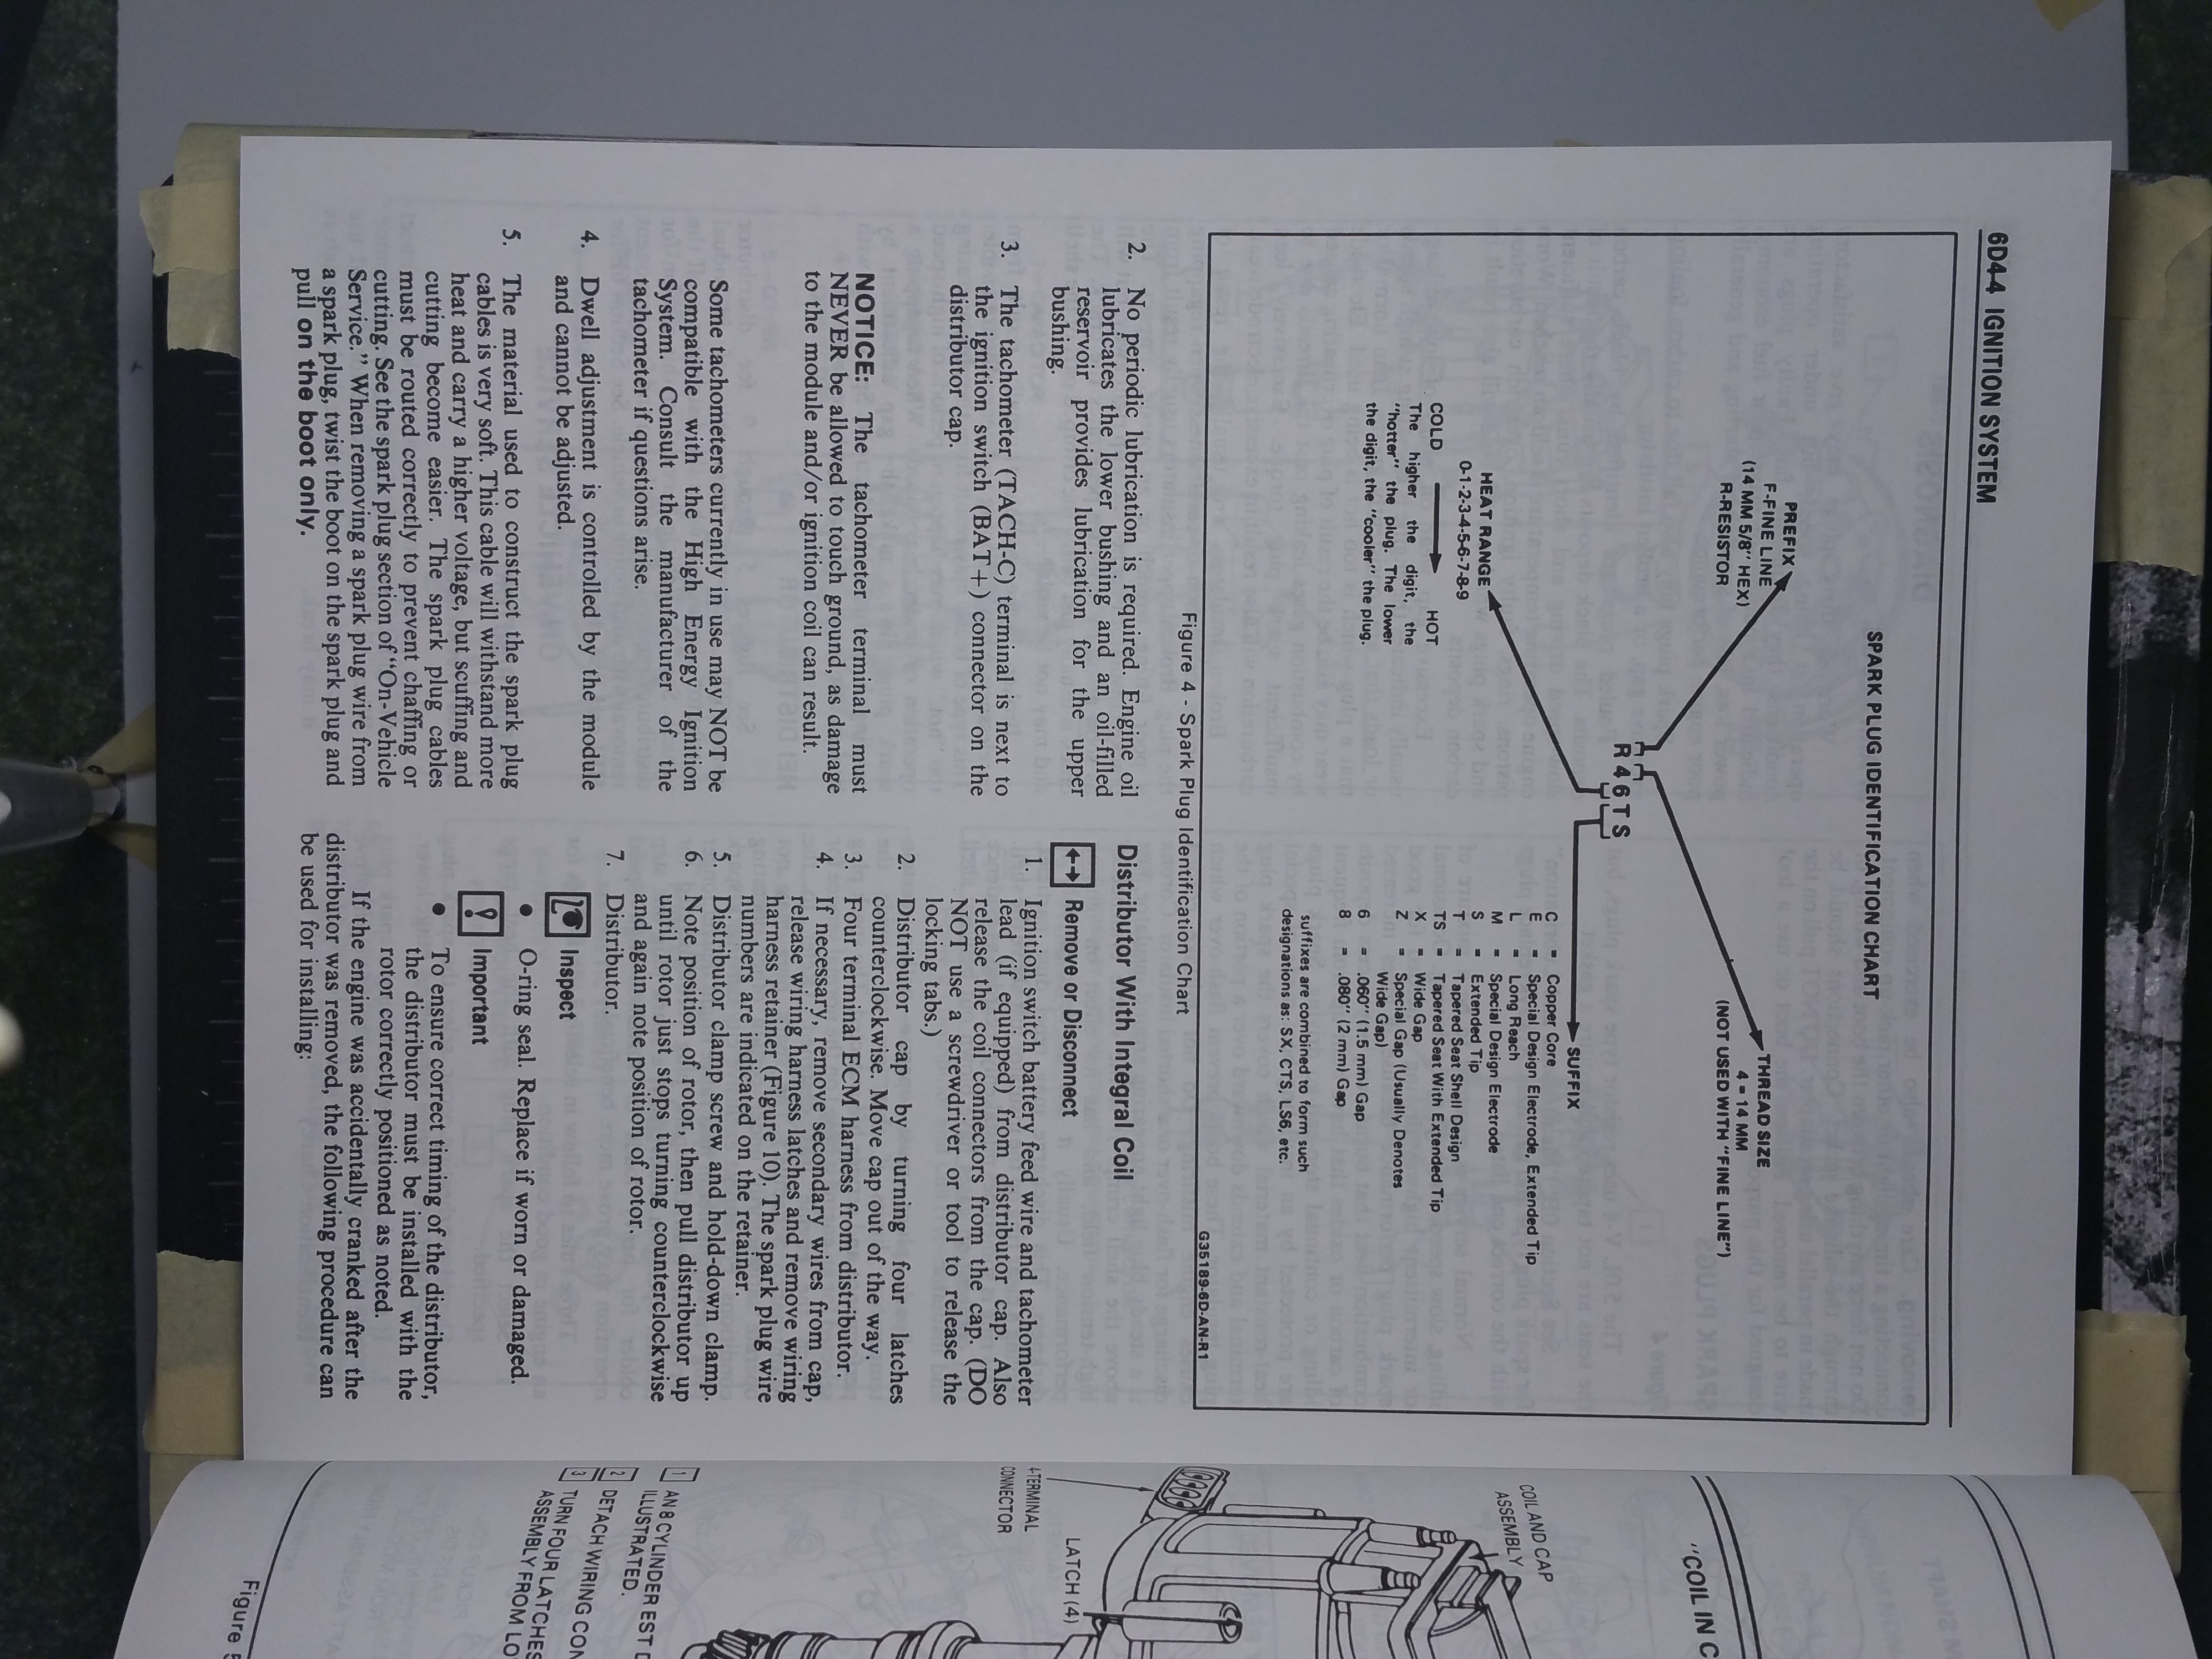 6D4-4 IGNITION SYSTEM
SPARK PLUG IDENTIFICATION CHART
PREFIX
F-FINE LINE
(14 MM 5/8" HEX)
R-RESISTOR
THREAD SIZE
4 = 14 MM
(NOT USED WITH "FINE LINE")
R 4 6 T S
HEAT RANGE
0-1-2-3-4-5-6-7-8-9
COLD HOT
The higher the digit, the
"hotter" the plug. The lower
the digit, the "cooler" the plug.
SUFFIX
C = Copper Core
E = Special Design Electrode, Extended Tip
L = Long Reach
M = Special Design Electrode
S = Extended Tip
T = Tapered Seat Shell Design
TS = Tapered Seat With Extended Tip
X = Wide Gap
Z = Special Gap (Usually Denotes
Wide Gap)
6 = .060" (1.5 mm) Gap
8 = .080" (2 mm) Gap
suffixes are combined to form such
designations as: SX, CTS, LS6, etc.
G35189-6D-AN-R1
Figure 4 - Spark Plug Identification Chart
2. No periodic lubrication is required. Engine oil
lubricates the lower bushing and an oil-filled
reservoir provides lubrication for the upper
bushing.
3. The tachometer (TACH-C) terminal is next to
the ignition switch (BAT+) connector on the
distributor cap.
NOTICE: The tachometer terminal must
NEVER be allowed to touch ground, as damage
to the module and/or ignition coil can result.
Some tachometers currently in use may NOT be
compatible with the High Energy Ignition
System. Consult the manufacturer of the
tachometer if questions arise.
4. Dwell adjustment is controlled by the module
and cannot be adjusted.
5. The material used to construct the spark plug
cables is very soft. This cable will withstand more
heat and carry a higher voltage, but scuffing and
cutting become easier. The spark plug cables
must be routed correctly to prevent chaffing or
cutting. See the spark plug section of "On-Vehicle
Service." When removing a spark plug wire from
a spark plug, twist the boot on the spark plug and
pull on the boot only.
Distributor With Integral Coil
Remove or Disconnect
1. Ignition switch battery feed wire and tachometer
lead (if equipped) from distributor cap. Also
release the coil connectors from the cap. (DO
NOT use a screwdriver or tool to release the
locking tabs.)
2. Distributor cap by turning four latches
counterclockwise. Move cap out of the way.
3. Four terminal ECM harness from distributor.
4. If necessary, remove secondary wires from cap,
release wiring harness latches and remove wiring
harness retainer (Figure 10). The spark plug wire
numbers are indicated on the retainer.
5. Distributor clamp screw and hold-down clamp.
6. Note position of rotor, then pull distributor up
until rotor just stops turning counterclockwise
and again note position of rotor.
7. Distributor.
Inspect
• O-ring seal. Replace if worn or damaged.
Important
• To ensure correct timing of the distributor,
the distributor must be installed with the
rotor correctly positioned as noted.
If the engine was accidentally cranked after the
distributor was removed, the following procedure can
be used for installing:
"COIL IN C
COIL AND CAP
ASSEMBLY
4-TERMINAL
CONNECTOR
LATCH (4)
1 AN 8 CYLINDER EST D
ILLUSTRATED.
2 DETACH WIRING CON
3 TURN FOUR LATCHES
ASSEMBLY FROM LO
Figure 5